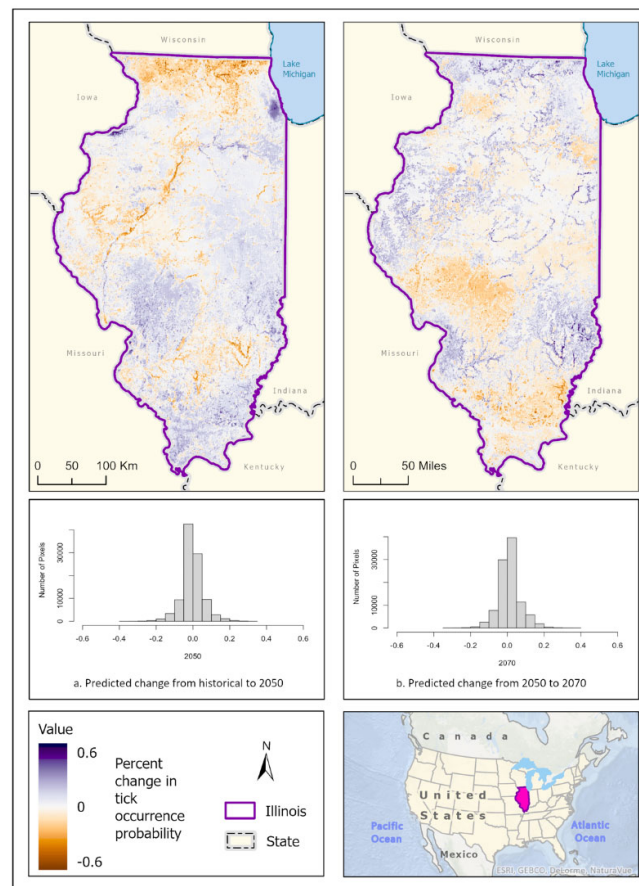 Wisconsin
Lake
Michigan
Iowa
Missouri
Indiana
Kentucky
0 50 100 Km
Wisconsin
Lake
Michigan
Iowa
Missouri
Indiana
Kentucky
0 50 Miles
Number of Pixels
0 10000 30000
-0.6 -0.4 -0.2 0.0 0.2 0.4 0.6
2050
a. Predicted change from historical to 2050
Number of Pixels
0 10000 30000
-0.6 -0.4 -0.2 0.0 0.2 0.4 0.6
2070
b. Predicted change from 2050 to 2070
Value
0.6
0
-0.6
Percent
change in
tick
occurrence
probability
N
Illinois
State
Canada
United
States
Pacific
Ocean
Atlantic
Ocean
Mexico
ESRI, GEBCO, DeLorme, NaturalVue